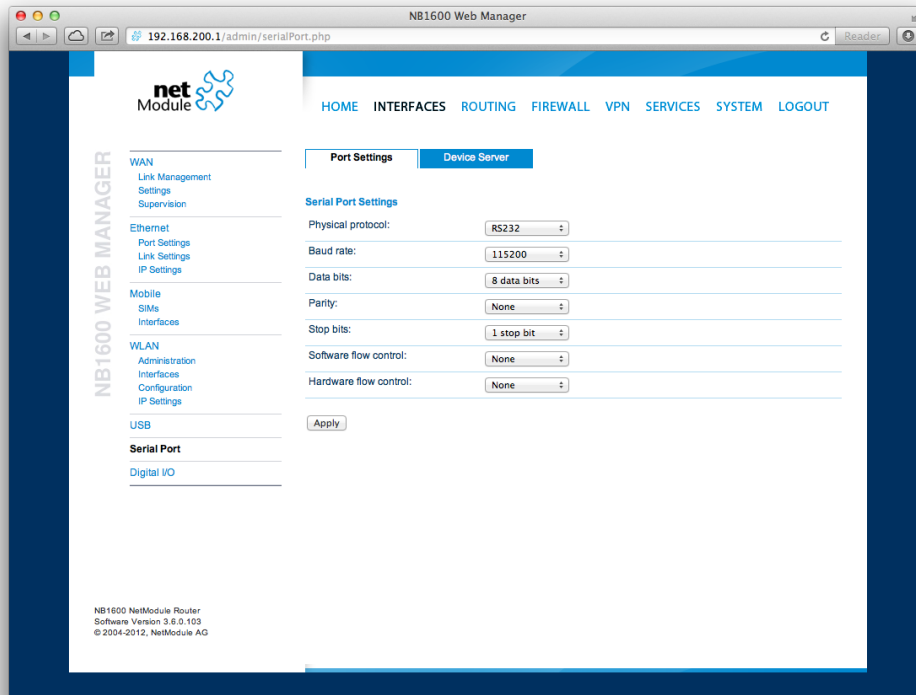 NB1600 Web Manager
192.168.200.1/admin/serialPort.php
Reader
net
Module
HOME INTERFACES ROUTING FIREWALL VPN SERVICES SYSTEM LOGOUT
NB1600 WEB MANAGER
WAN
Link Management
Settings
Supervision
Ethernet
Port Settings
Link Settings
IP Settings
Mobile
SIMs
Interfaces
WLAN
Administration
Interfaces
Configuration
IP Settings
USB
Serial Port
Digital I/O
Port Settings Device Server
Serial Port Settings
Physical protocol: RS232
Baud rate: 115200
Data bits: 8 data bits
Parity: None
Stop bits: 1 stop bit
Software flow control: None
Hardware flow control: None
Apply
NB1600 NetModule Router
Software Version 3.6.0.103
© 2004-2012, NetModule AG